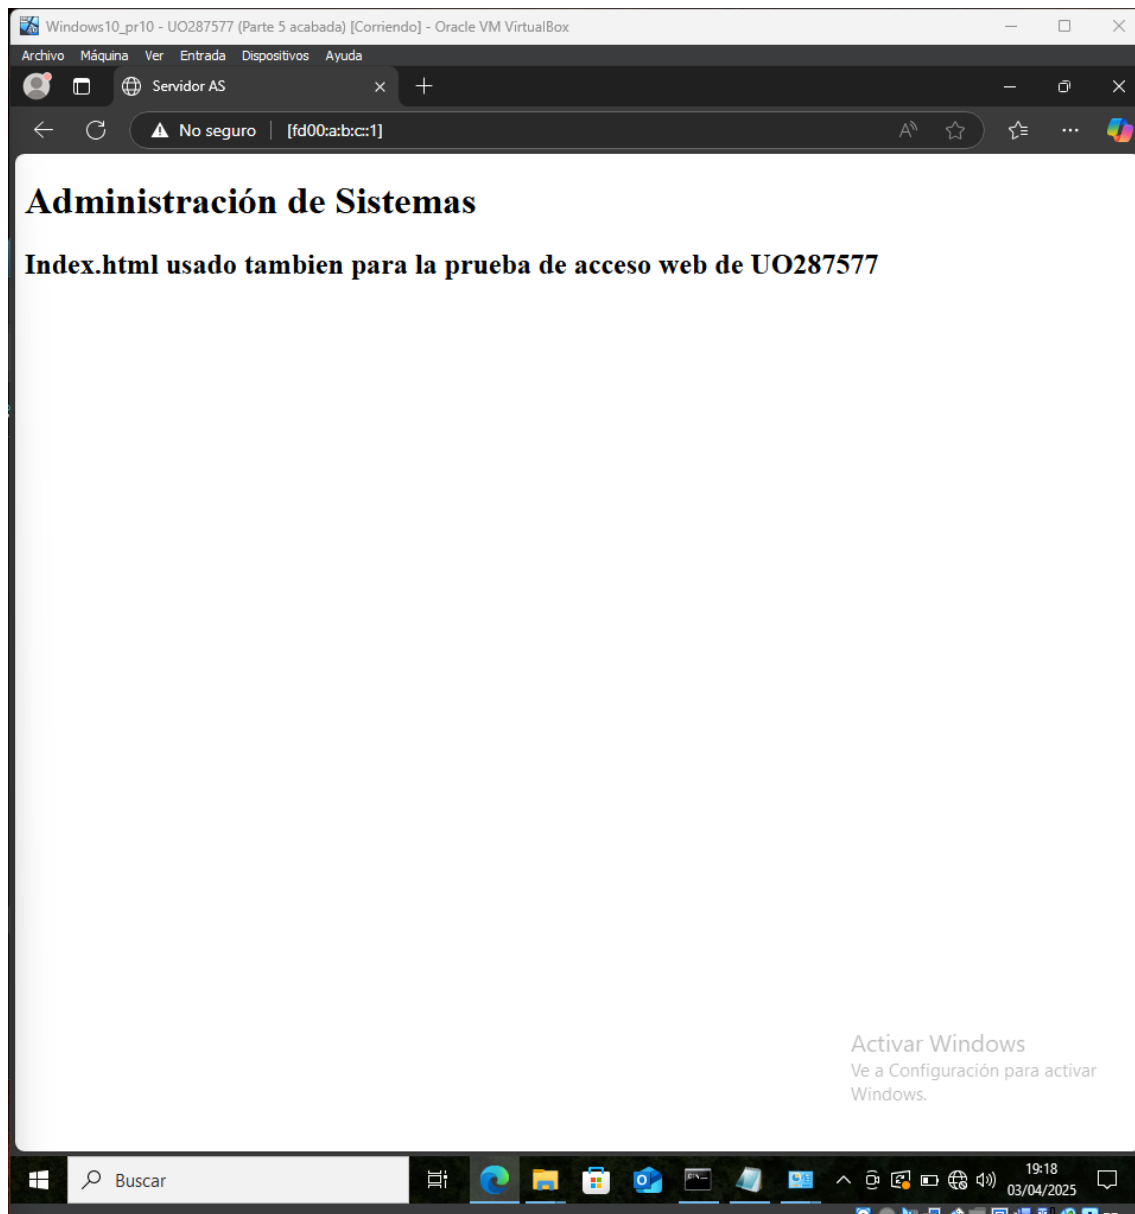 Windows10_pr10 - UO287577 (Parte 5 acabada) [Corriendo] - Oracle VM VirtualBox
Archivo Máquina Ver Entrada Dispositivos Ayuda
Servidor AS
No seguro [fd00:a:b:c::1]
Administración de Sistemas
Index.html usado tambien para la prueba de acceso web de UO287577
Activar Windows
Ve a Configuración para activar
Windows.
Buscar
19:18
03/04/2025